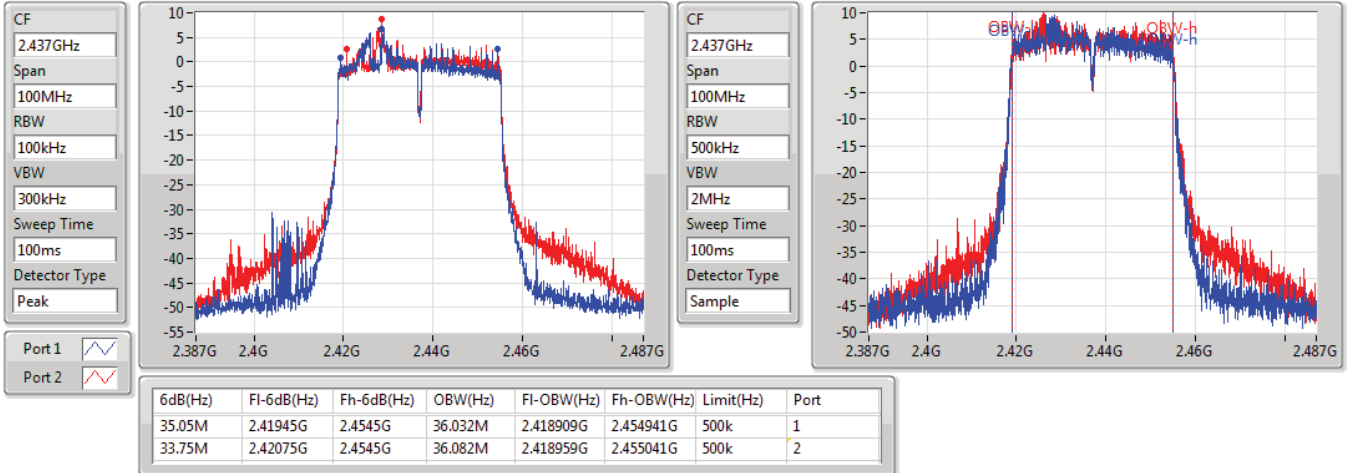 CF
2.437GHz
Span
100MHz
RBW
100kHz
VBW
300kHz
Sweep Time
100ms
Detector Type
Peak
Port 1
Port 2
10
5
0
-5
-10
-15
-20
-25
-30
-35
-40
-45
-50
-55
2.387G 2.4G 2.42G 2.44G 2.46G 2.487G
CF
2.437GHz
Span
100MHz
RBW
500kHz
VBW
2MHz
Sweep Time
100ms
Detector Type
Sample
10
5
0
-5
-10
-15
-20
-25
-30
-35
-40
-45
-50
OBW-h
2.387G 2.4G 2.42G 2.44G 2.46G 2.487G
6dB(Hz) Fl-6dB(Hz) Fh-6dB(Hz) OBW(Hz) Fl-OBW(Hz) Fh-OBW(Hz) Limit(Hz) Port
35.05M 2.41945G 2.4545G 36.032M 2.418909G 2.454941G 500k 1
33.75M 2.42075G 2.4545G 36.082M 2.418959G 2.455041G 500k 2